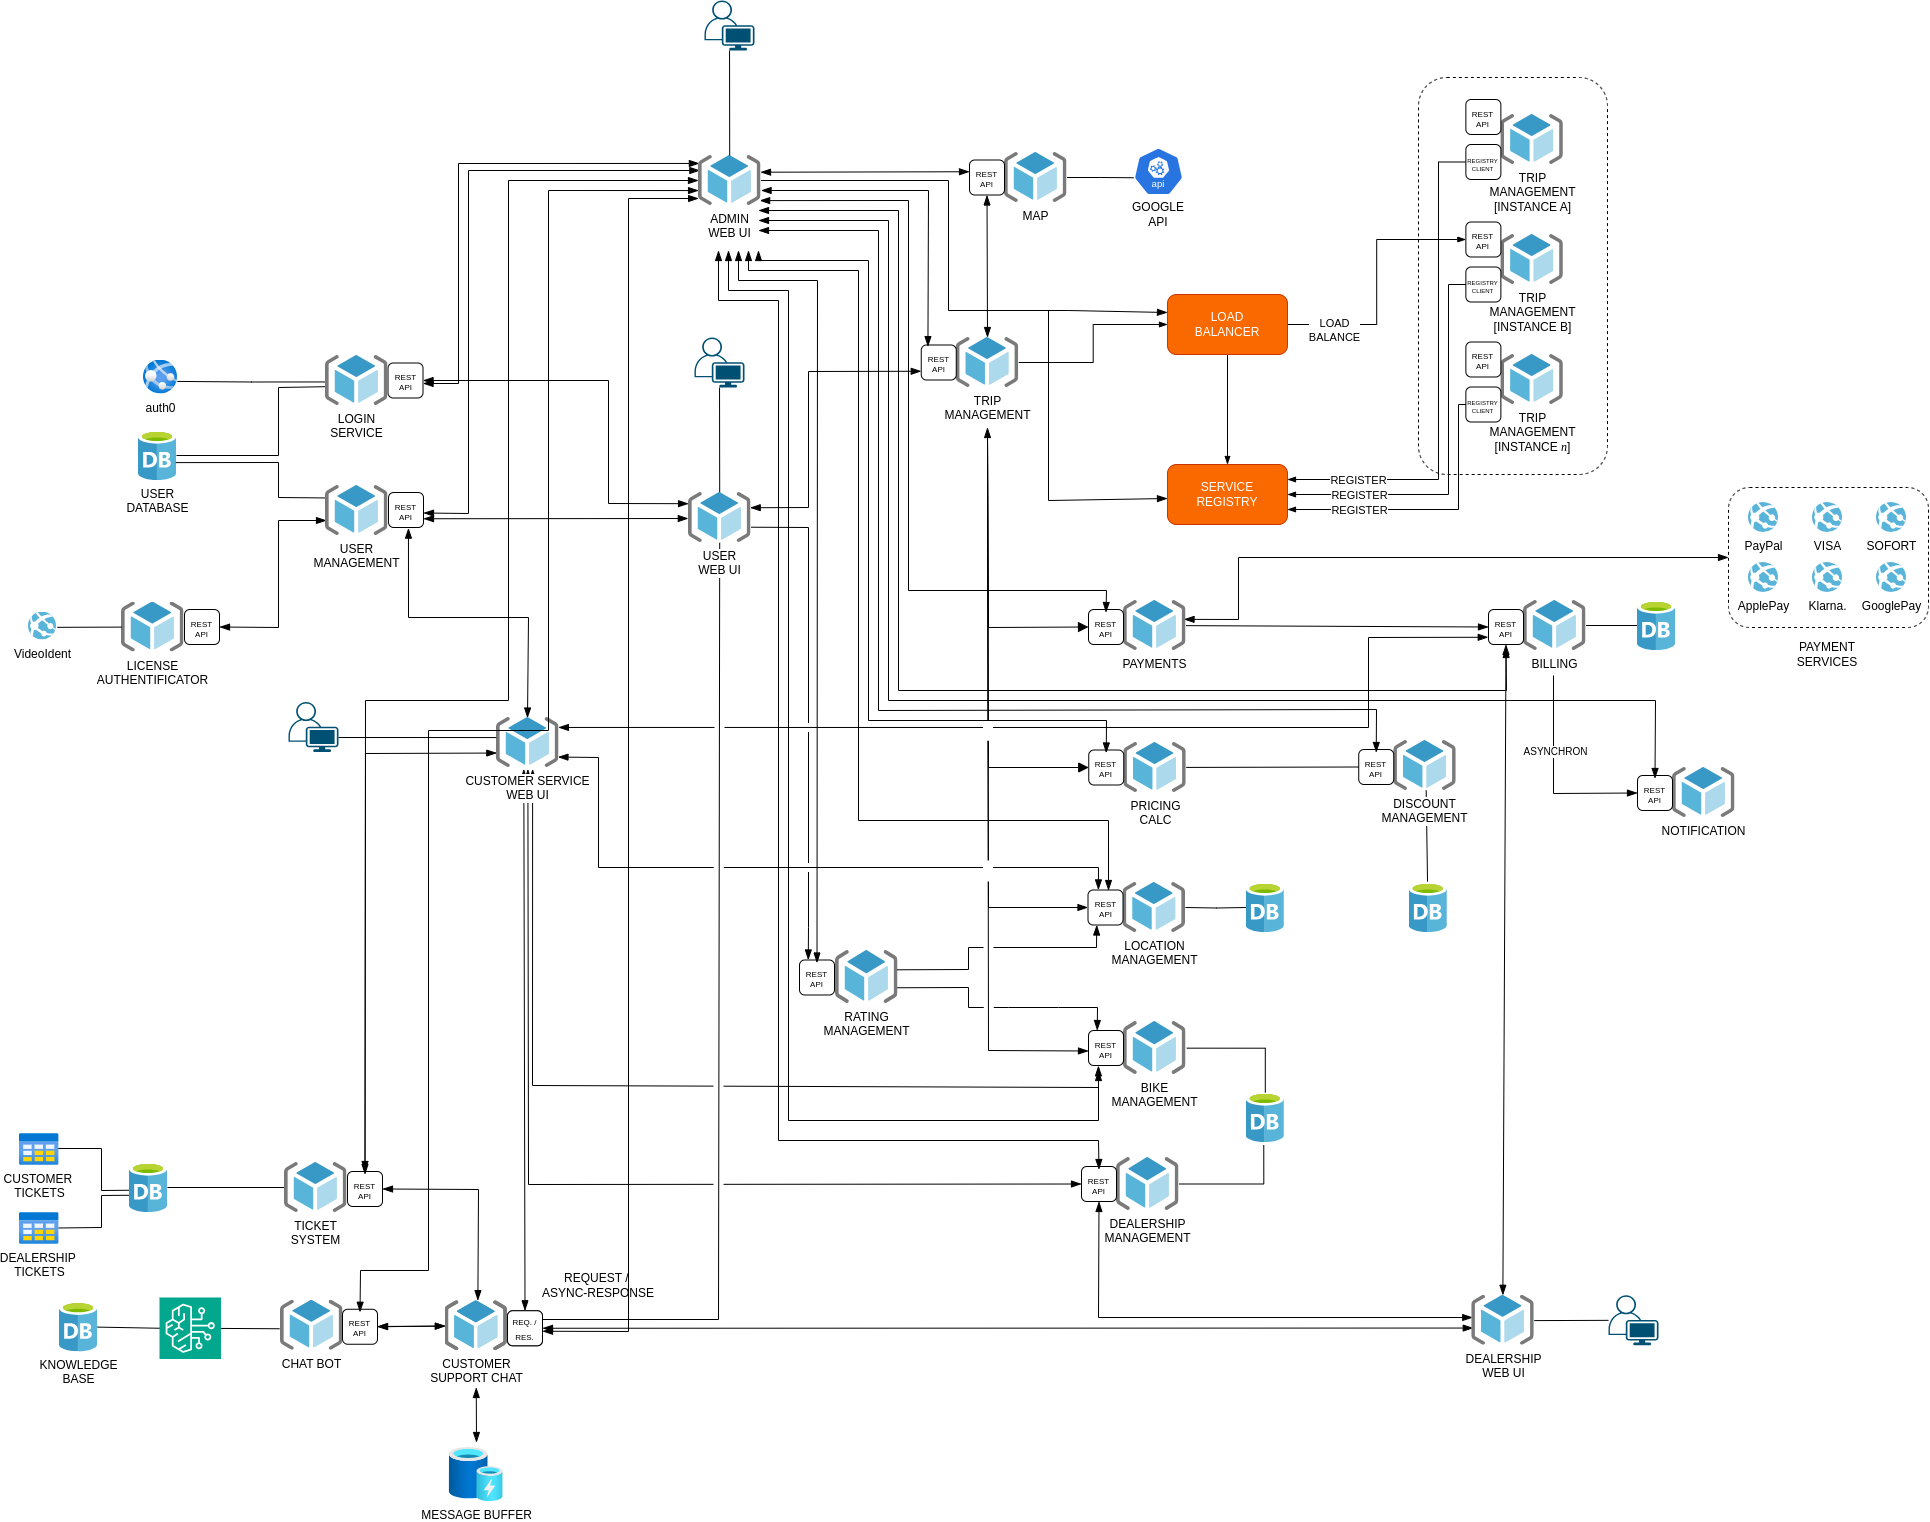 ADMIN
WEB UI
REST
API
MAP
api
GOOGLE
API
REST
API
REGISTRY
CLIENT
TRIP
MANAGEMENT
[INSTANCE A]
REST
API
REGISTRY
CLIENT
TRIP
MANAGEMENT
[INSTANCE B]
REST
API
REGISTRY
CLIENT
TRIP
MANAGEMENT
[INSTANCE n]
LOAD
BALANCER
LOAD
BALANCE
SERVICE
REGISTRY
REGISTER
REGISTER
REGISTER
REST
API
TRIP
MANAGEMENT
auth0
REST
API
LOGIN
SERVICE
DB
USER
DATABASE
REST
API
USER
MANAGEMENT
USER
WEB UI
VideoIdent
REST
API
LICENSE
AUTHENTIFICATOR
PayPal
VISA
SOFORT
ApplePay
Klarna.
GooglePay
PAYMENT
SERVICES
REST
API
PAYMENTS
REST
API
BILLING
DB
ASYNCHRON
CUSTOMER SERVICE
WEB UI
REST
API
PRICING
CALC
REST
API
DISCOUNT
MANAGEMENT
REST
API
NOTIFICATION
DB
REST
API
LOCATION
MANAGEMENT
DB
REST
API
RATING
MANAGEMENT
REST
API
BIKE
MANAGEMENT
DB
REST
API
DEALERSHIP
MANAGEMENT
CUSTOMER
TICKETS
DEALERSHIP
TICKETS
DB
REST
API
TICKET
SYSTEM
REQUEST /
ASYNC-RESPONSE
DB
KNOWLEDGE
BASE
REST
API
CHAT BOT
REQ. /
RES.
CUSTOMER
SUPPORT CHAT
DEALERSHIP
WEB UI
MESSAGE BUFFER